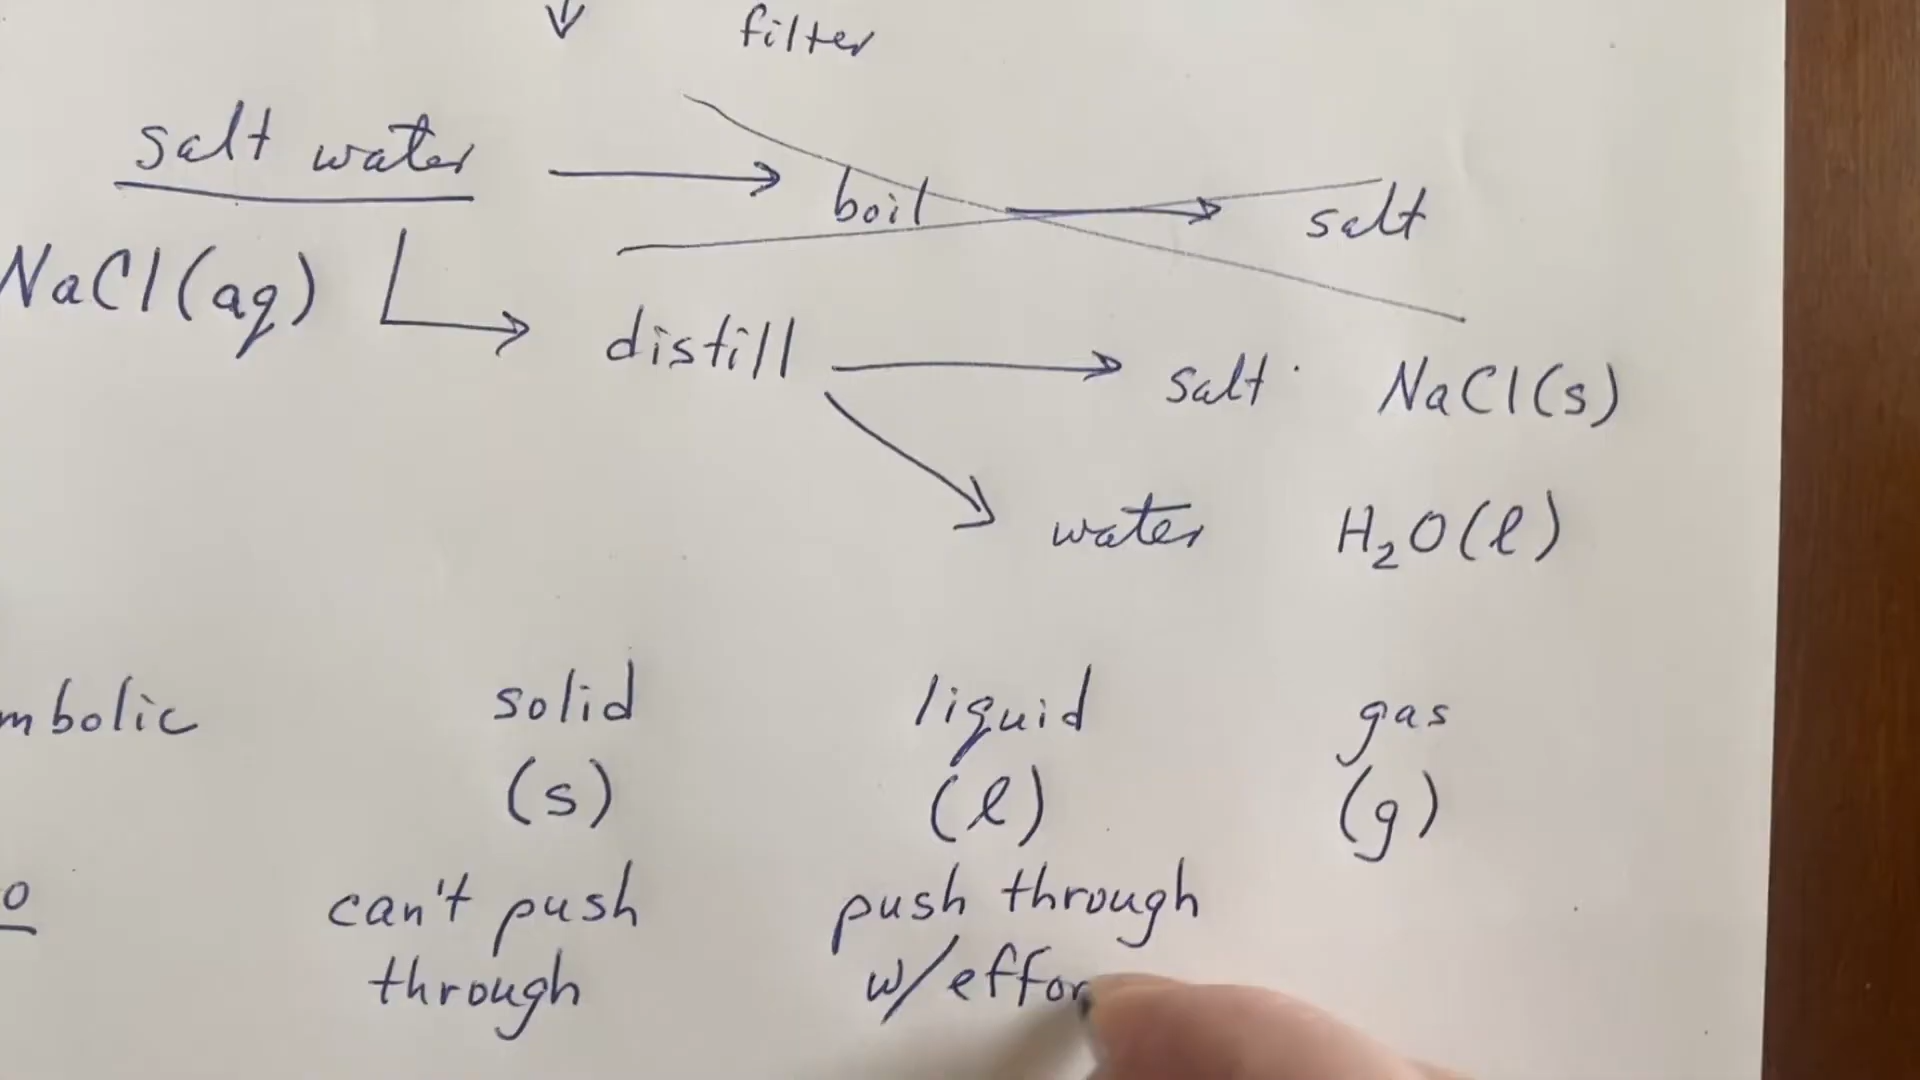 ↓ filter
salt water → boil → salt
NaCl(aq) → distill → salt NaCl(s)
water H₂O(l)
mbolic solid liquid gas
(s) (l) (g)
o can't push push through
through w/effor